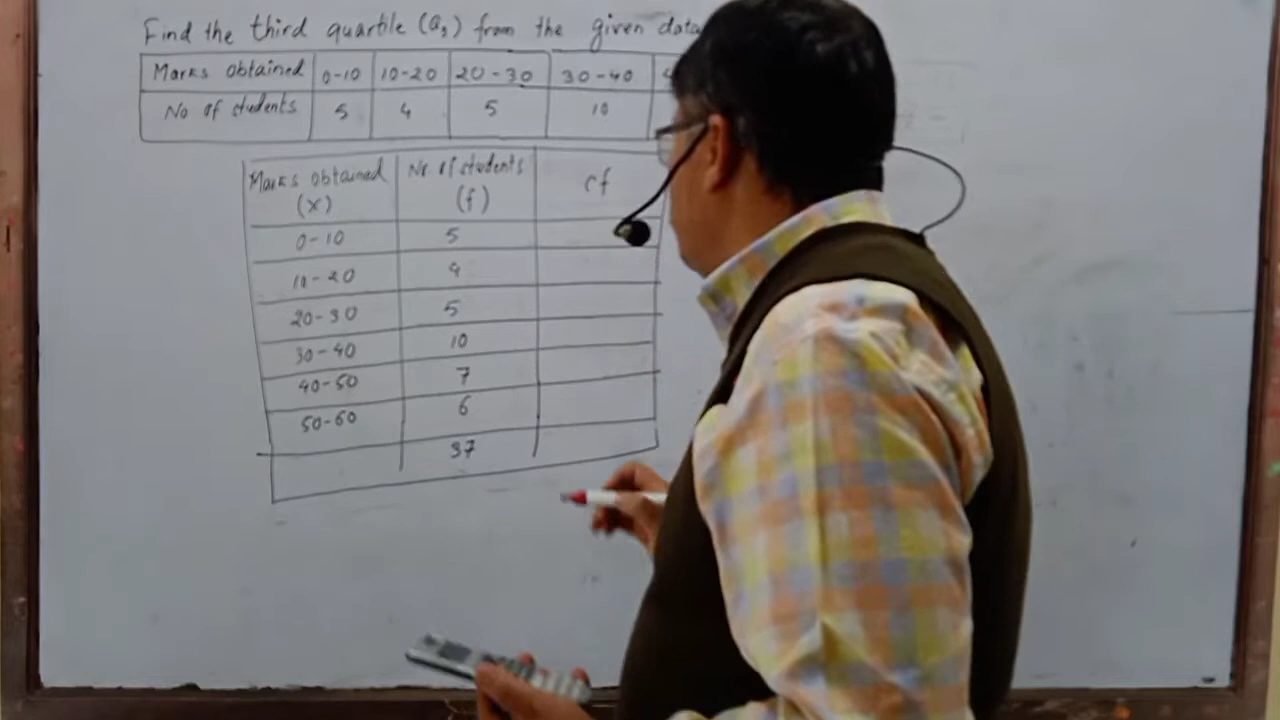 Find the third quartile (Q₃) from the given data
Marks obtained 0-10 10-20 20-30 30-40
No of students 5 4 5 10
Marks obtained (x) No. of students (f) cf
0-10 5
10-20 4
20-30 5
30-40 10
40-50 7
50-60 6
37